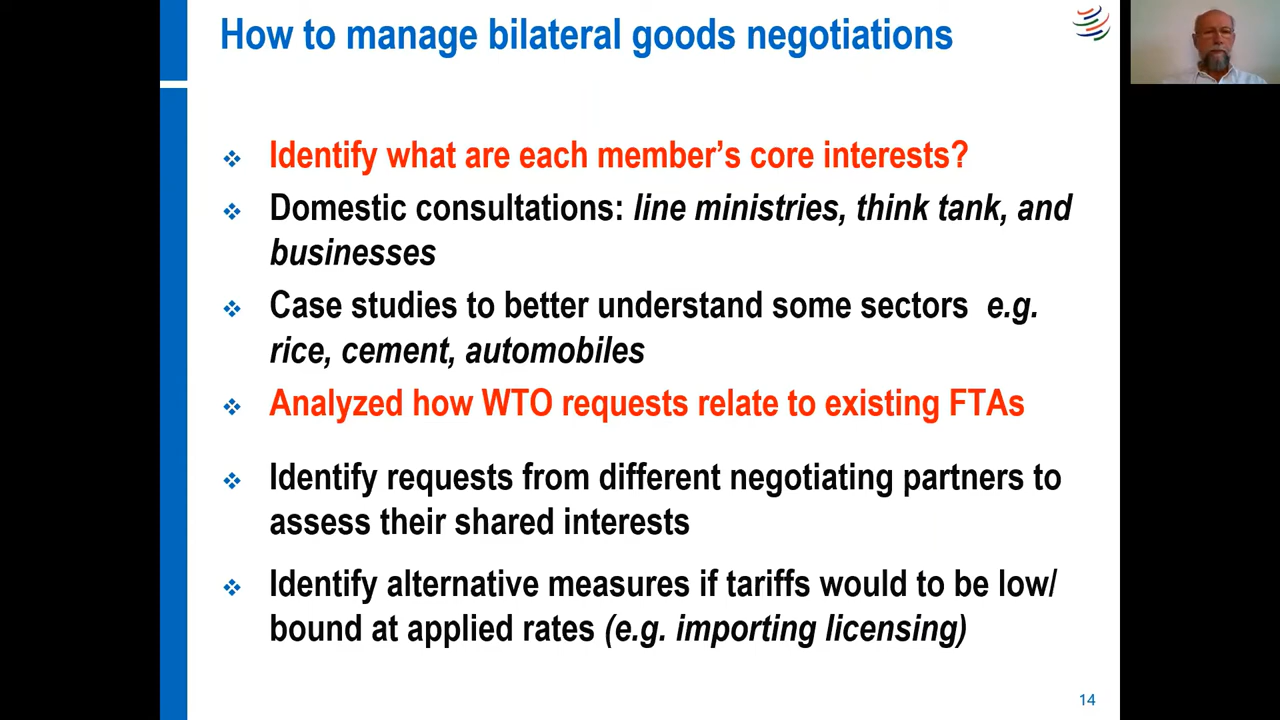 How to manage bilateral goods negotiations
Identify what are each member’s core interests?
Domestic consultations: line ministries, think tank, and
businesses
Case studies to better understand some sectors e.g.
rice, cement, automobiles
Analyzed how WTO requests relate to existing FTAs
Identify requests from different negotiating partners to
assess their shared interests
Identify alternative measures if tariffs would to be low/
bound at applied rates (e.g. importing licensing)
14